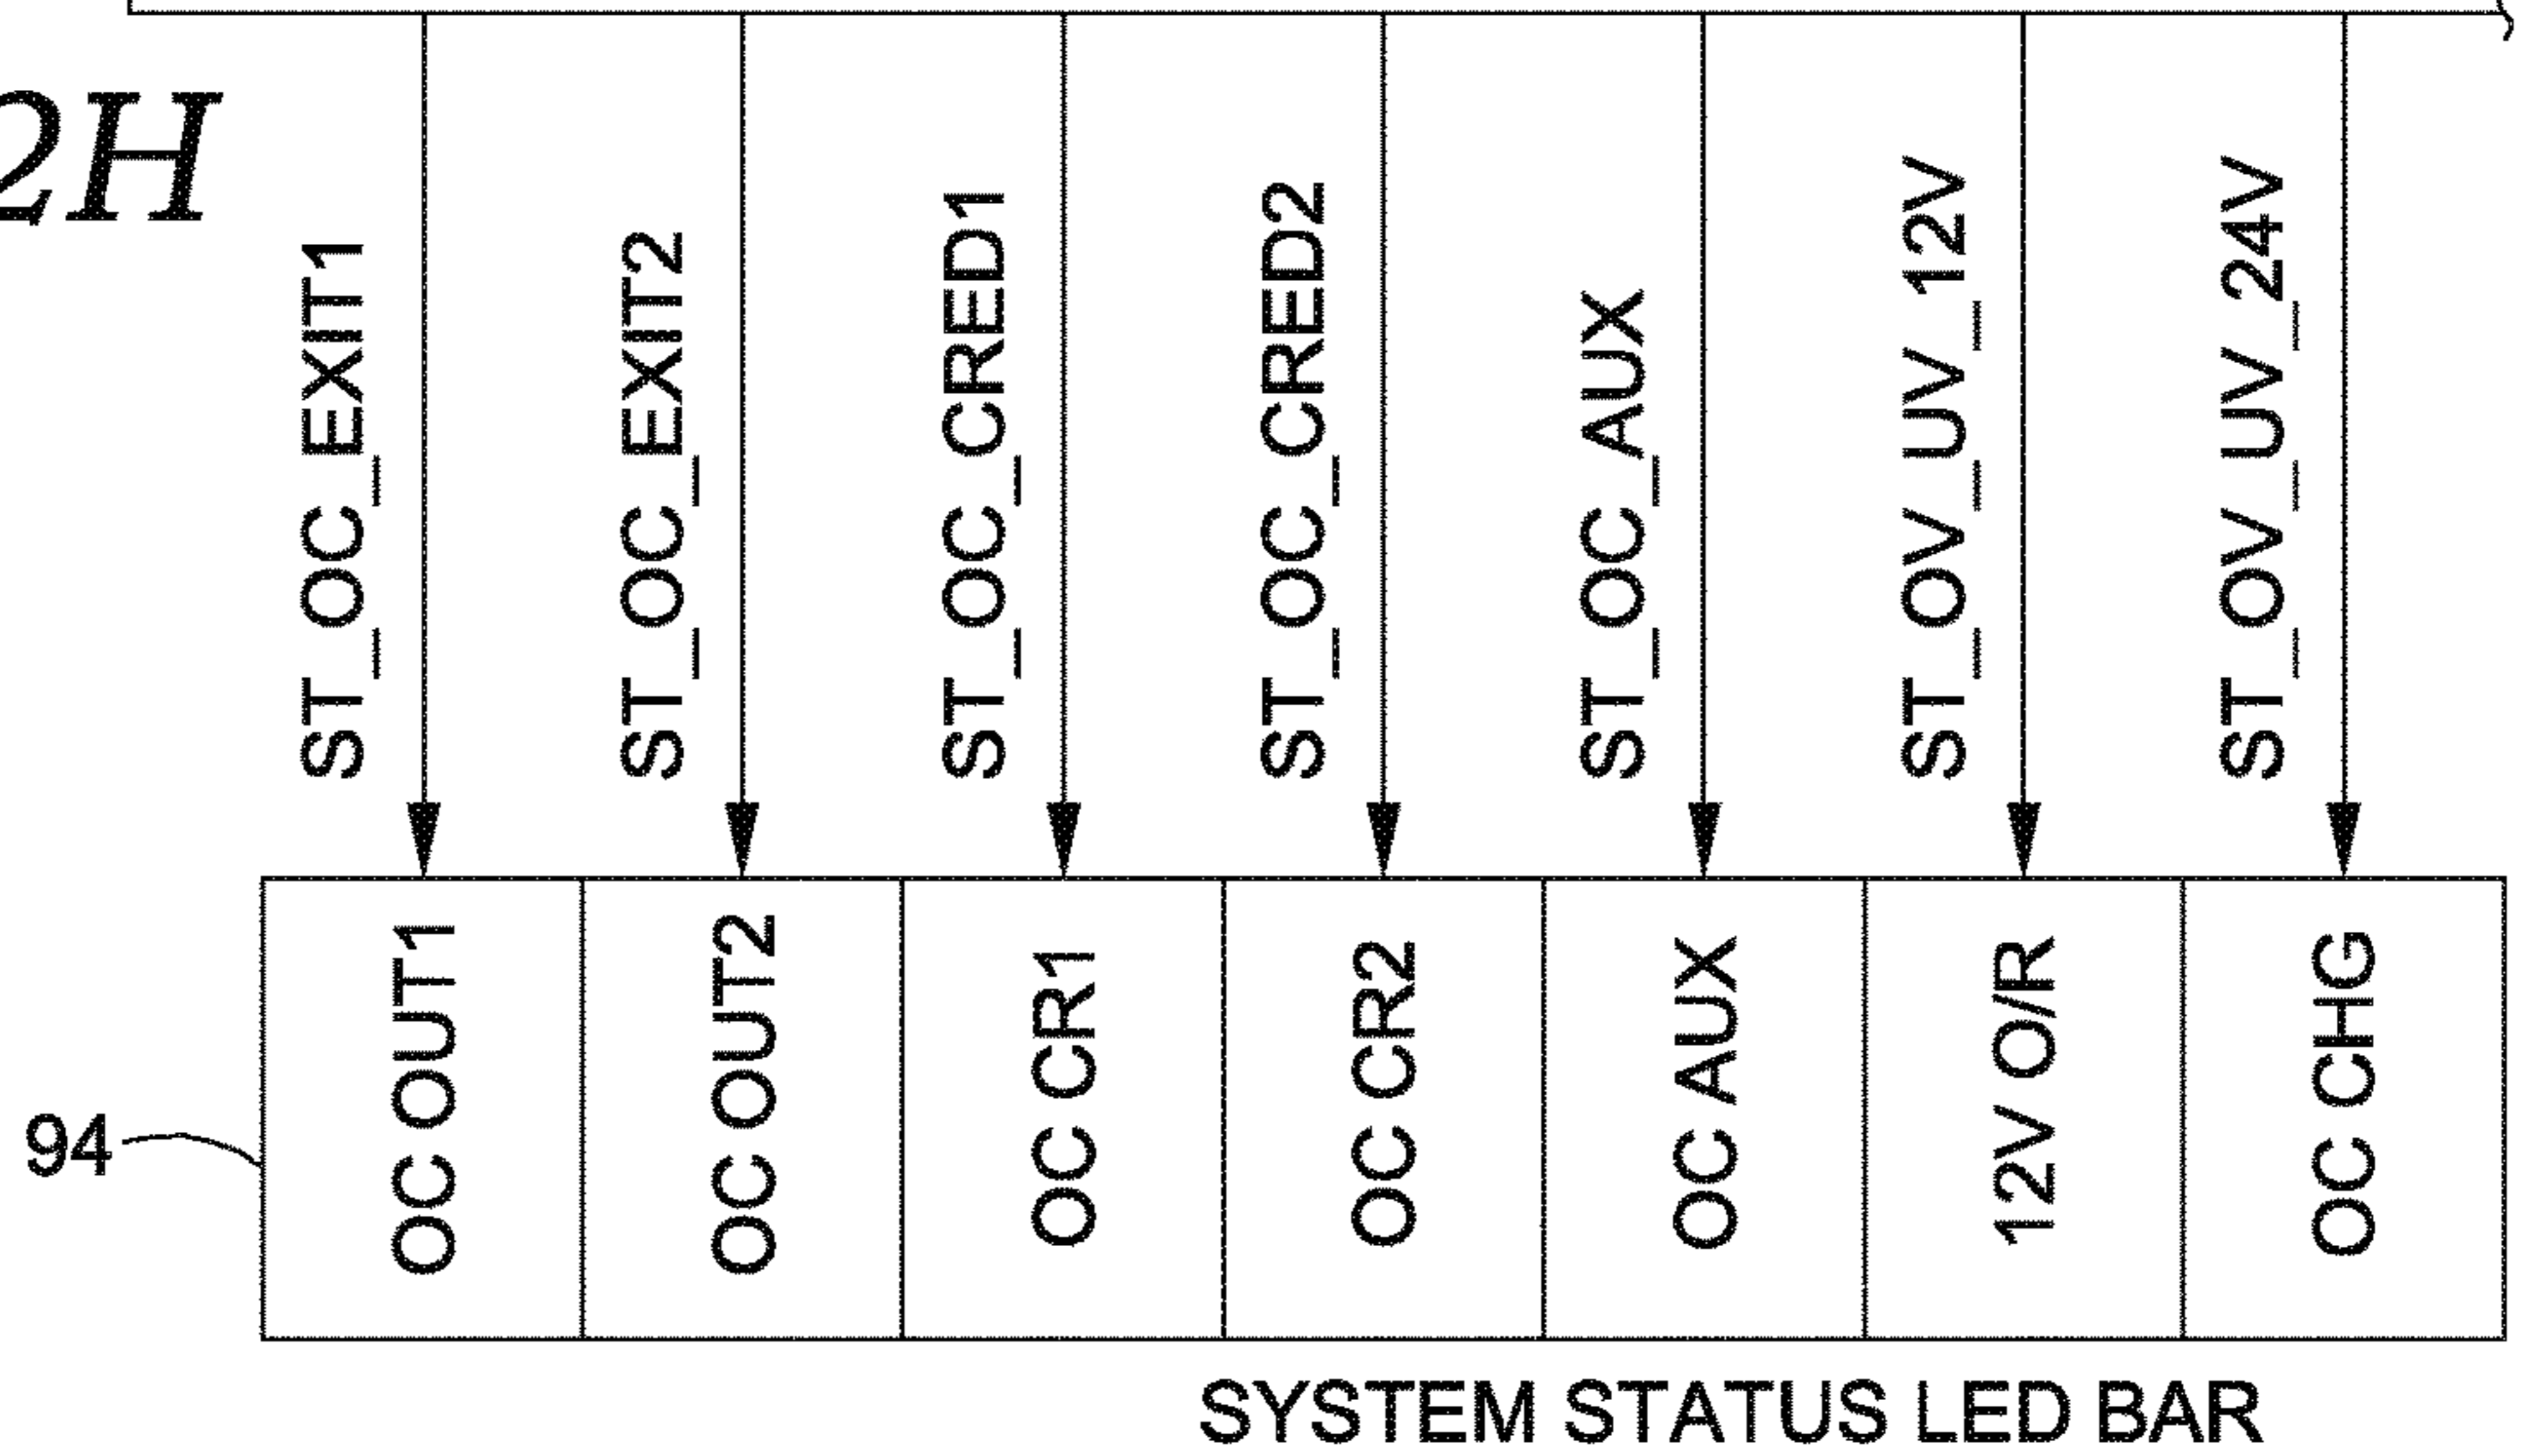 2H
ST_OC_EXIT1
ST_OC_EXIT2
ST_OC_CRED1
ST_OC_CRED2
ST_OC_AUX
ST_OV_UV_12V
ST_OV_UV_24V
OC OUT1
OC OUT2
OC CR1
OC CR2
OC AUX
12V O/R
OC CHG
94
SYSTEM STATUS LED BAR